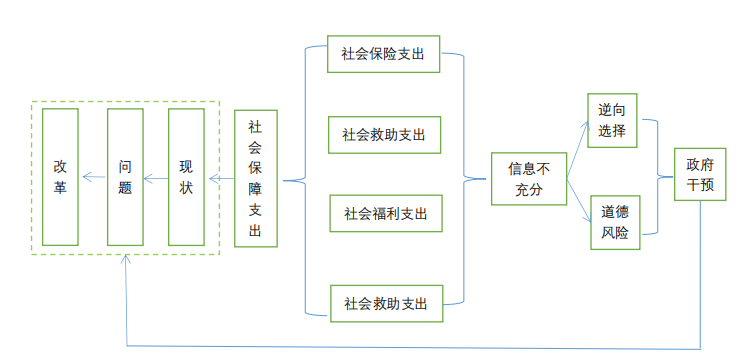 改
革
问
题
现
状
社
会
保
障
支
出
社会保险支出
社会救助支出
社会福利支出
社会救助支出
信息不
充分
逆向
选择
道德
风险
政府
干预